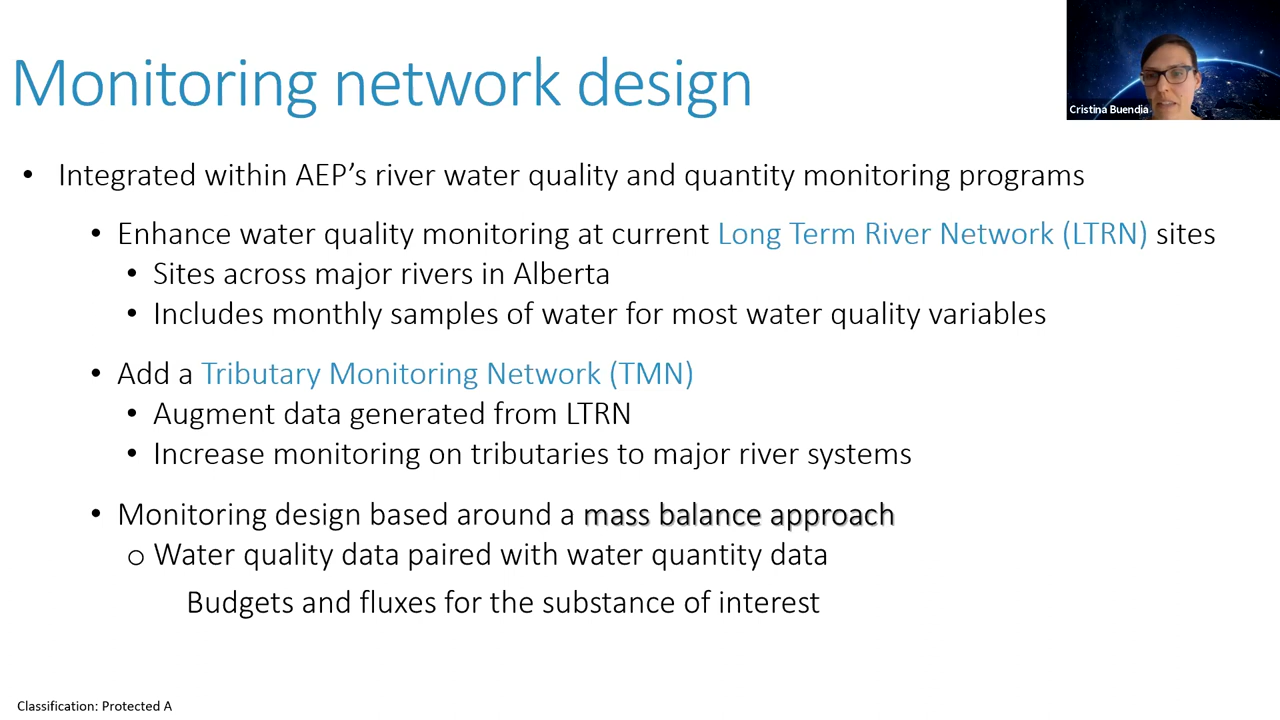 Monitoring network design
Cristina Buendia
• Integrated within AEP’s river water quality and quantity monitoring programs
• Enhance water quality monitoring at current Long Term River Network (LTRN) sites
• Sites across major rivers in Alberta
• Includes monthly samples of water for most water quality variables
• Add a Tributary Monitoring Network (TMN)
• Augment data generated from LTRN
• Increase monitoring on tributaries to major river systems
• Monitoring design based around a mass balance approach
o Water quality data paired with water quantity data
Budgets and fluxes for the substance of interest
Classification: Protected A